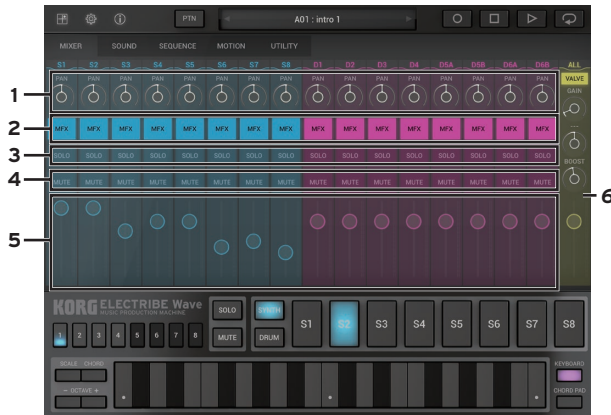 PTN
A01 : intro 1
MIXER SOUND SEQUENCE MOTION UTILITY
S1 S2 S3 S4 S5 S6 S7 S8 D1 D2 D3 D4 D5A D5B D6A D6B ALL
1 PAN PAN PAN PAN PAN PAN PAN PAN PAN PAN PAN PAN PAN PAN PAN PAN VALVE
GAIN
2 MFX MFX MFX MFX MFX MFX MFX MFX MFX MFX MFX MFX MFX MFX MFX MFX
3 SOLO SOLO SOLO SOLO SOLO SOLO SOLO SOLO SOLO SOLO SOLO SOLO SOLO SOLO SOLO SOLO BOOST
4 MUTE MUTE MUTE MUTE MUTE MUTE MUTE MUTE MUTE MUTE MUTE MUTE MUTE MUTE MUTE MUTE
6
5
KORG ELECTRIBE Wave
MUSIC PRODUCTION MACHINE
SOLO SYNTH
S1 S2 S3 S4 S5 S6 S7 S8
1 2 3 4 5 6 7 8
MUTE DRUM
SCALE CHORD KEYBOARD
- OCTAVE + CHORD PAD